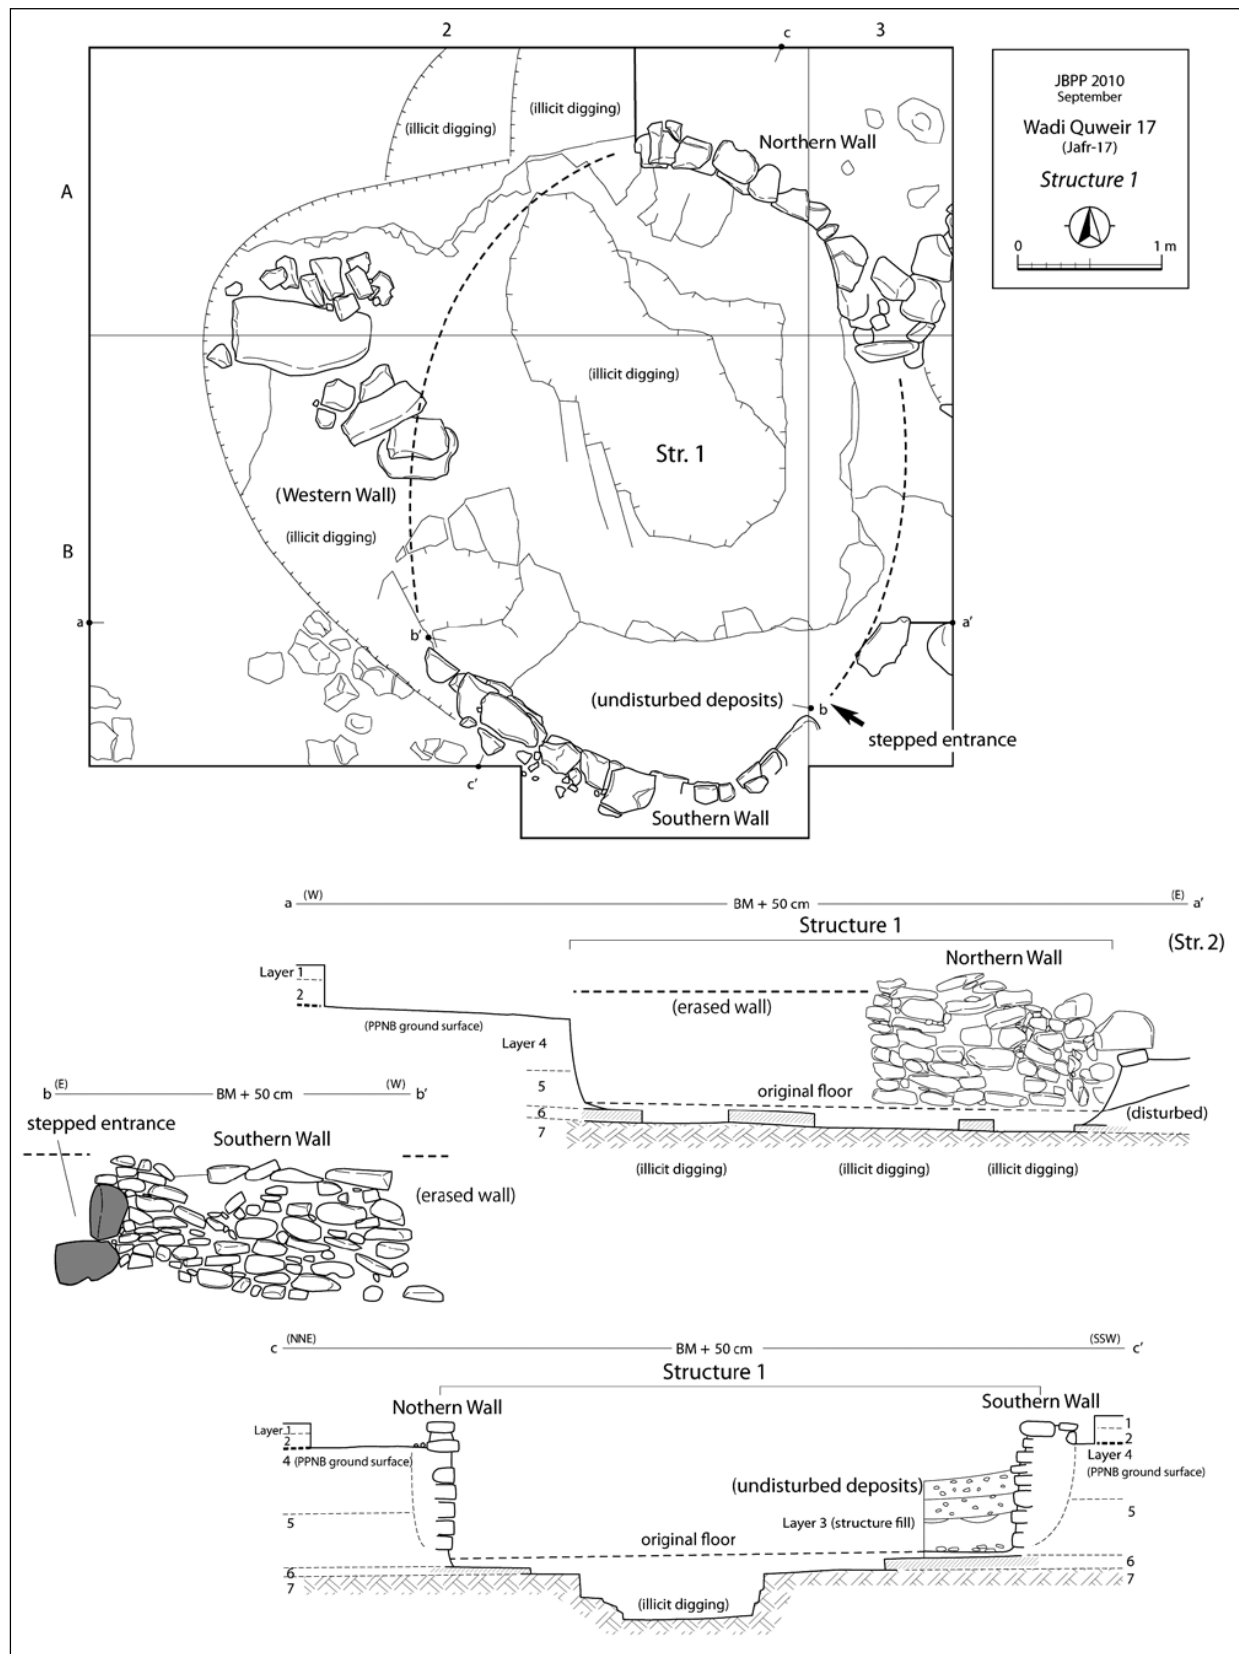 2
c
3
JBPP 2010
September
Wadi Quweir 17
(Jafr-17)
Structure 1
0
1 m
(illicit digging)
(illicit digging)
Northern Wall
A
(illicit digging)
Str. 1
(Western Wall)
(illicit digging)
B
a
b'
a'
(undisturbed deposits)
b
stepped entrance
c'
Southern Wall
a
(W)
BM + 50 cm
(E)
a'
Structure 1
(Str. 2)
Northern Wall
Layer 1
2
(erased wall)
(PPNB ground surface)
Layer 4
5
original floor
6
(disturbed)
7
(illicit digging)
(illicit digging)
(illicit digging)
b
(E)
BM + 50 cm
(W)
b'
stepped entrance
Southern Wall
(erased wall)
c
(NNE)
BM + 50 cm
(SSW)
c'
Structure 1
Nothern Wall
Southern Wall
Layer 1
2
4 (PPNB ground surface)
1
2
Layer 4
(PPNB ground surface)
(undisturbed deposits)
5
Layer 3 (structure fill)
5
original floor
6
7
6
7
(illicit digging)